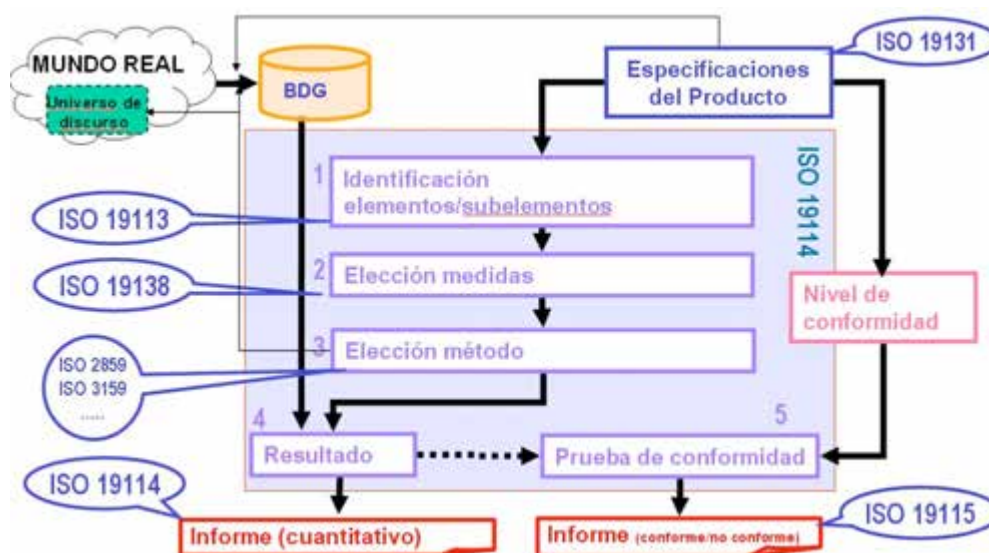 MUNDO REAL
Universo de
discurso
BDG
Especificaciones
del Producto
ISO 19131
ISO 19114
1
Identificación
elementos/subelementos
ISO 19113
2
Elección medidas
ISO 19138
3
Elección método
ISO 2859
ISO 3159
.....
Nivel de
conformidad
4
Resultado
5
Prueba de conformidad
ISO 19114
Informe (cuantitativo)
Informe (conforme/no conforme)
ISO 19115